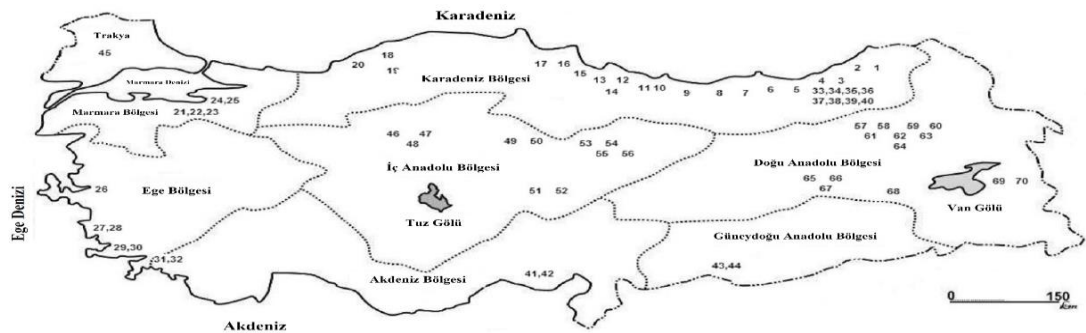 Karadeniz
Trakya
45
Marmara Denizi
18
20
19
17 16
15 13 12
14 11 10
9 8 7 6 5
4 3 2 1
33,34,35,36
37,38,39,40
Karadeniz Bölgesi
24,25
21,22,23
Marmara Bölgesi
46 47
48
49 50
53 54
55 56
57 58 59 60
61 62 63
64
İç Anadolu Bölgesi
Doğu Anadolu Bölgesi
Ege Denizi
26
Ege Bölgesi
51 52
65 66
67
68
69 70
Tuz Gölü
Van Gölü
27,28
29,30
31,32
Güneydoğu Anadolu Bölgesi
43,44
Akdeniz Bölgesi
41,42
0 150
km
Akdeniz